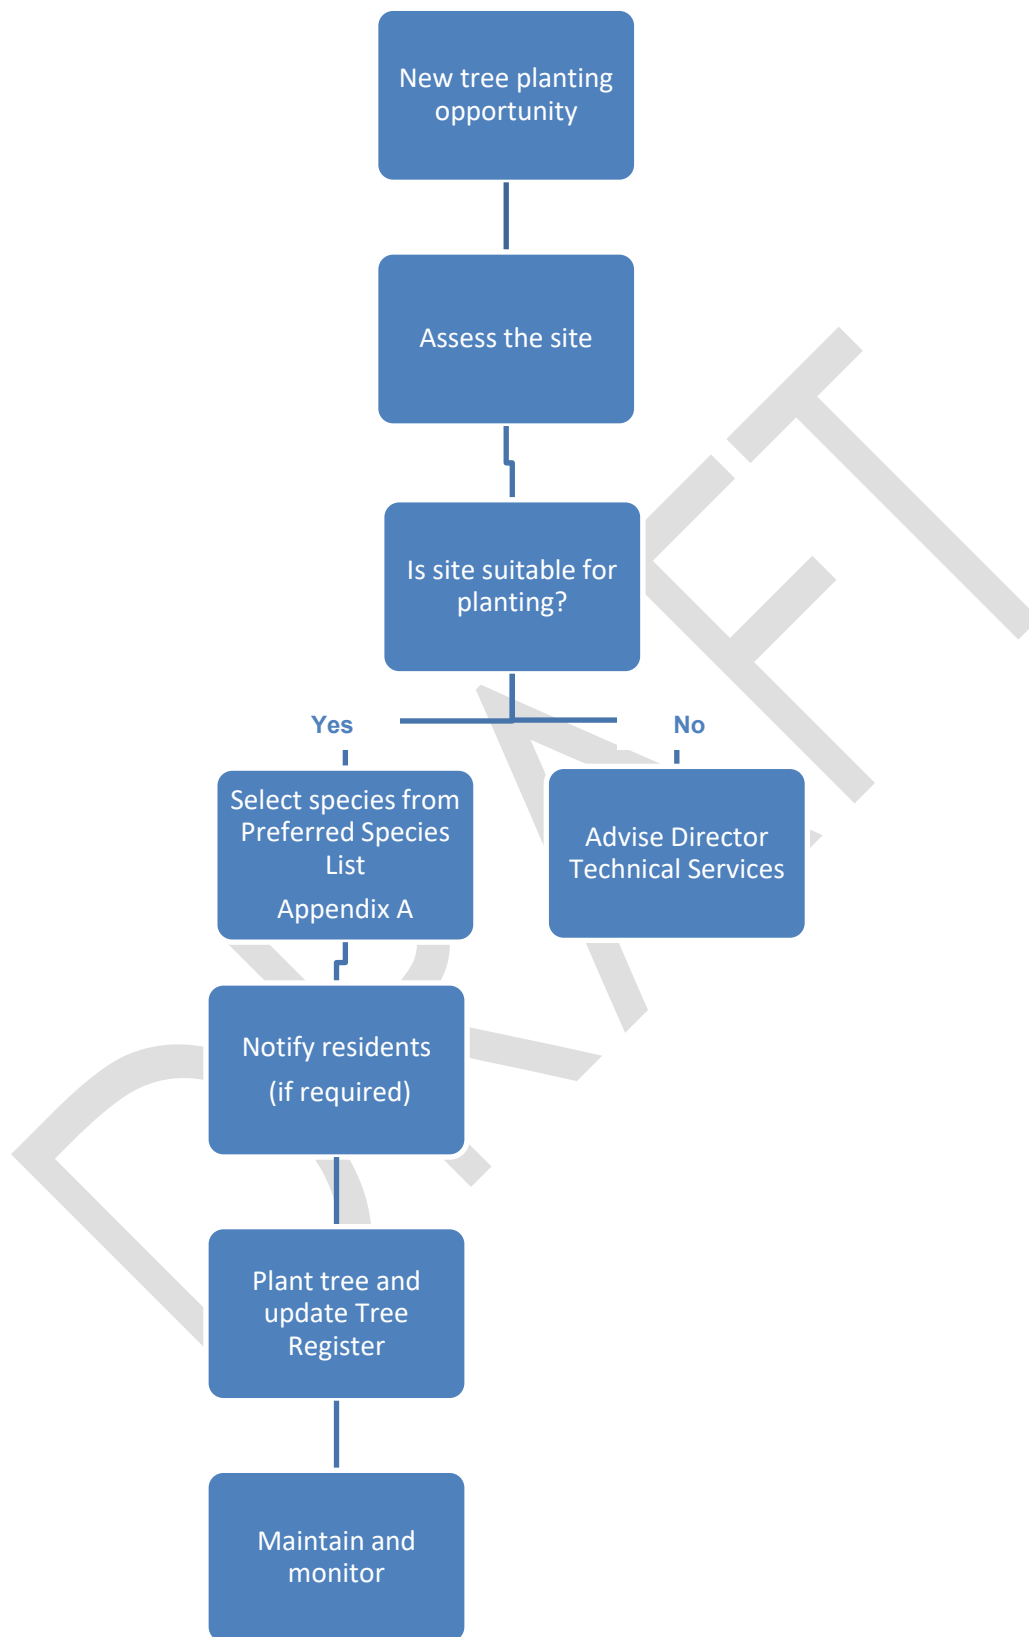 New tree planting
opportunity
Assess the site
Is site suitable for
planting?
Yes
No
Select species from
Preferred Species
List
Appendix A
Advise Director
Technical Services
Notify residents
(if required)
Plant tree and
update Tree
Register
Maintain and
monitor
DRAFT